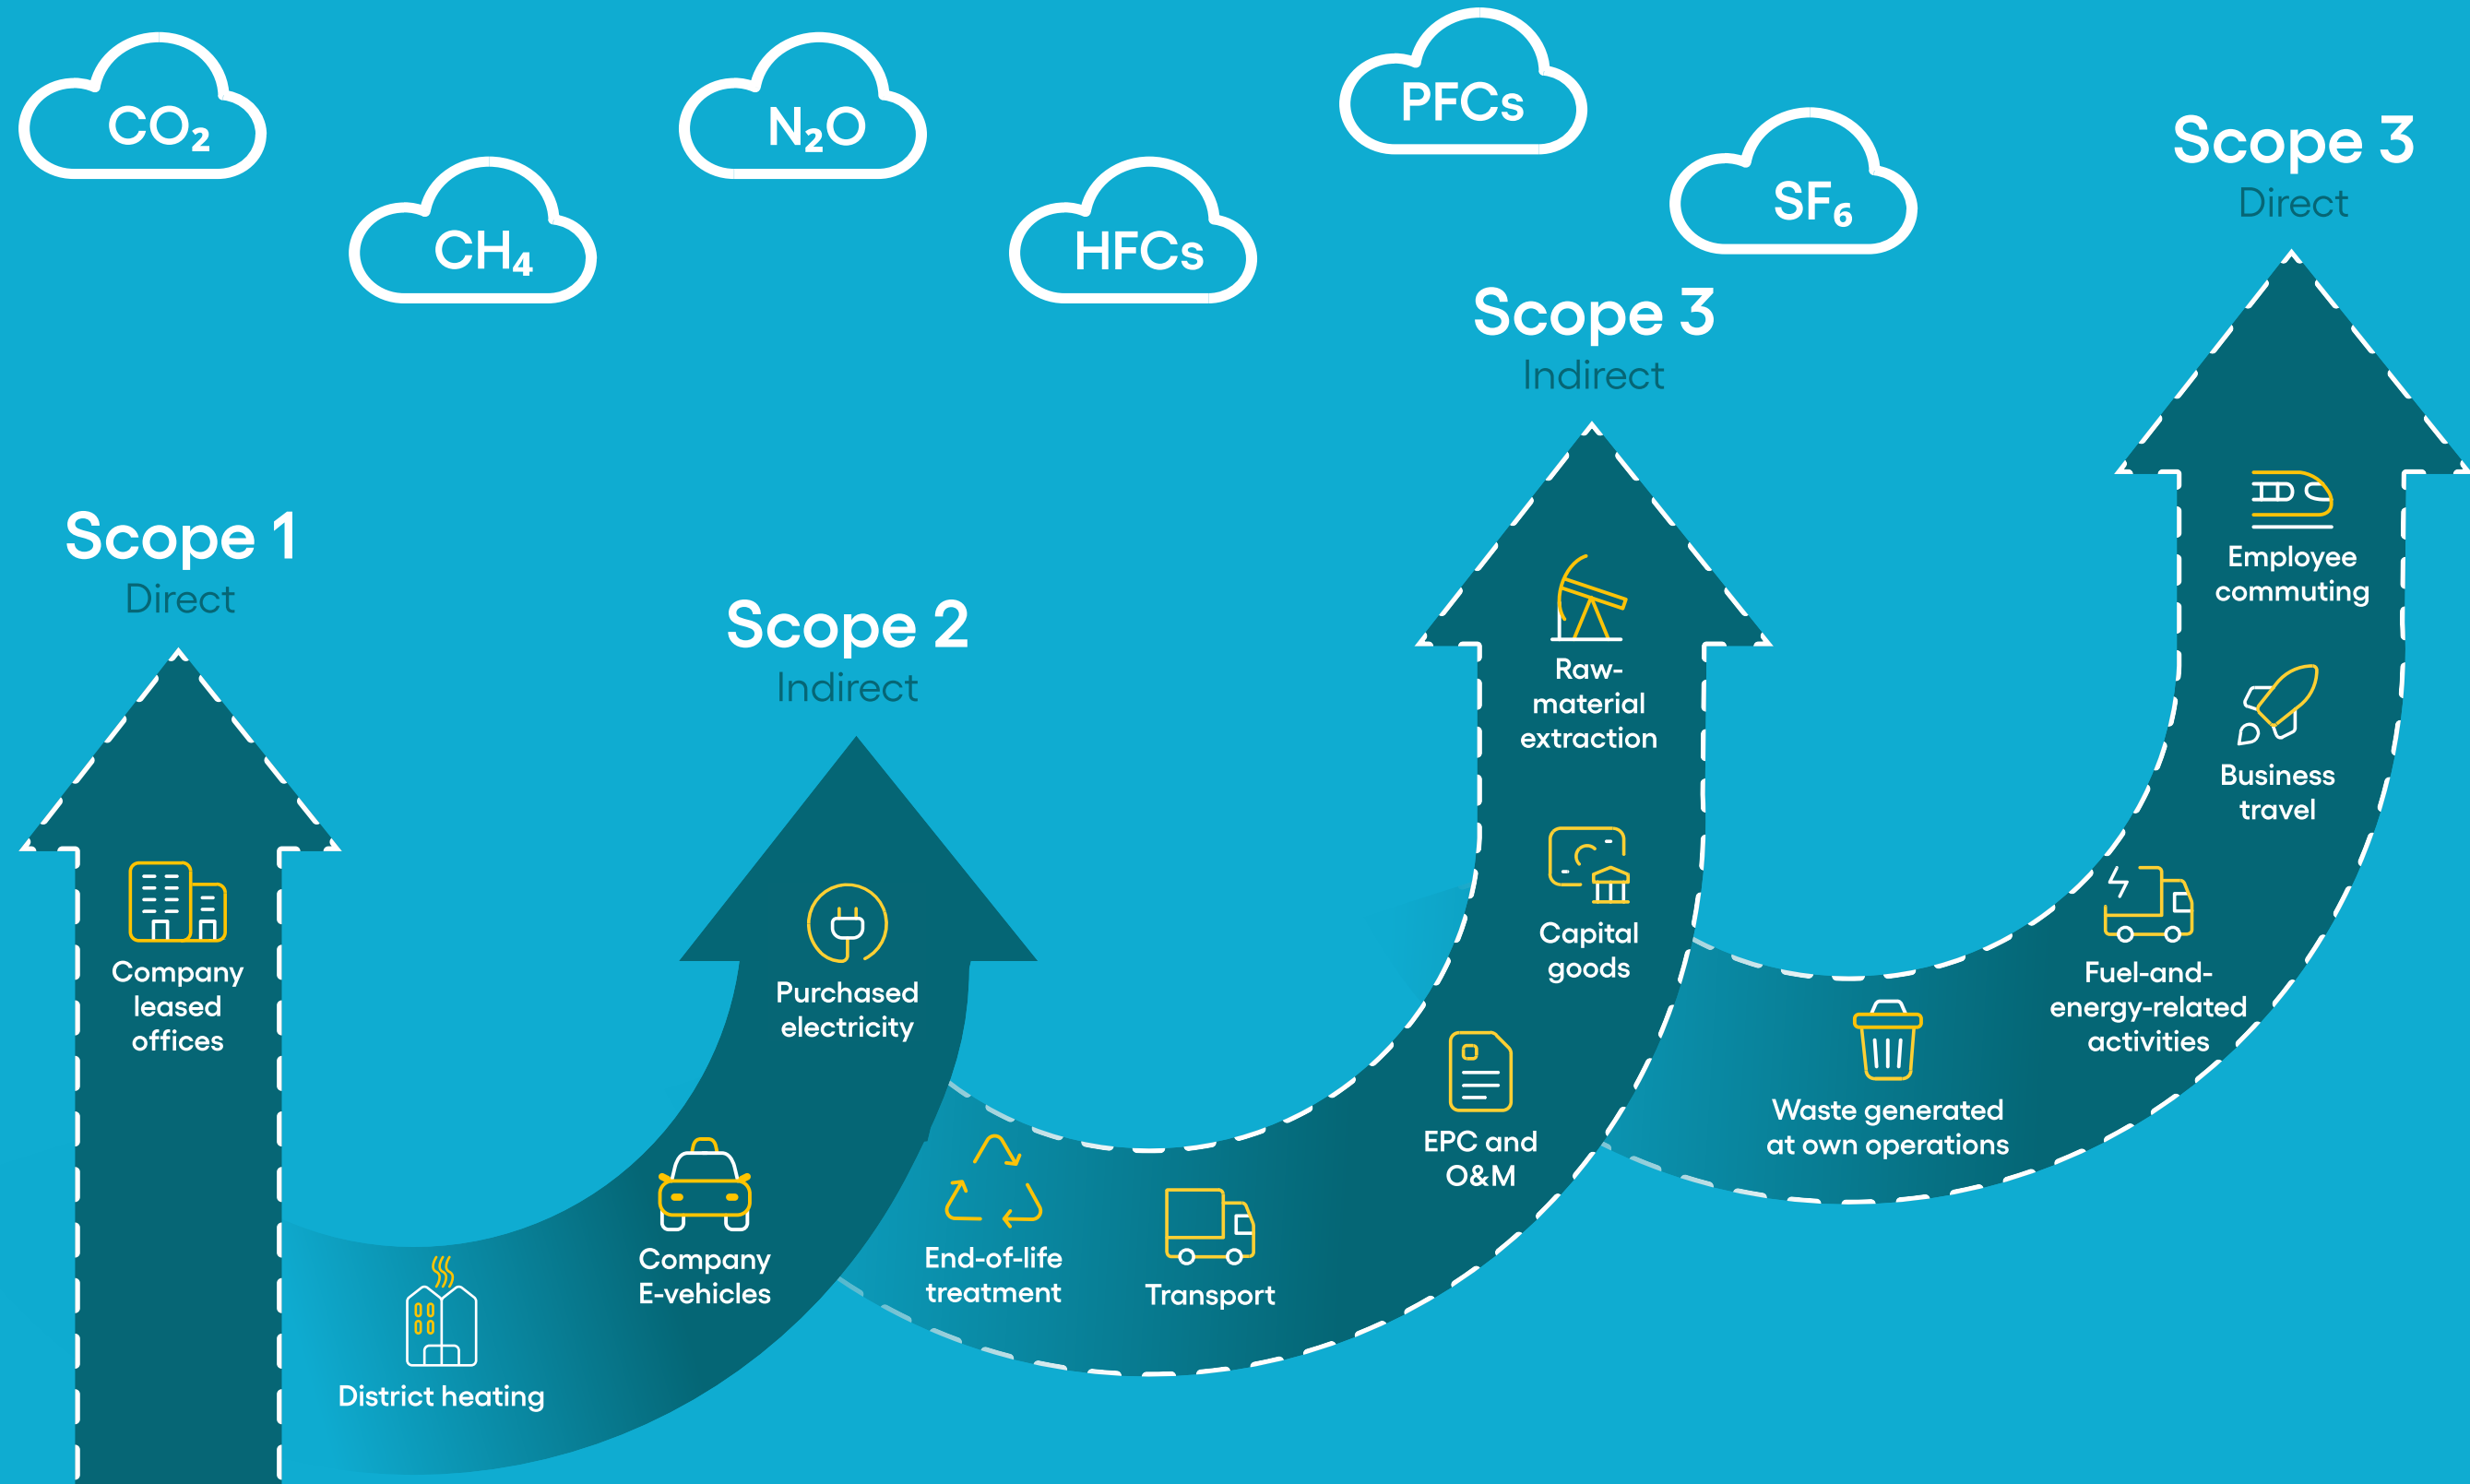 CO₂
CH₄
N₂O
HFCs
PFCs
SF₆
Scope 1
Direct
Company
leased
offices
Scope 2
Indirect
Purchased
electricity
Company
E-vehicles
District heating
Scope 3
Indirect
Raw-
material
extraction
Capital
goods
EPC and
O&M
Transport
End-of-life
treatment
Scope 3
Direct
Employee
commuting
Business
travel
Fuel-and-
energy-related
activities
Waste generated
at own operations